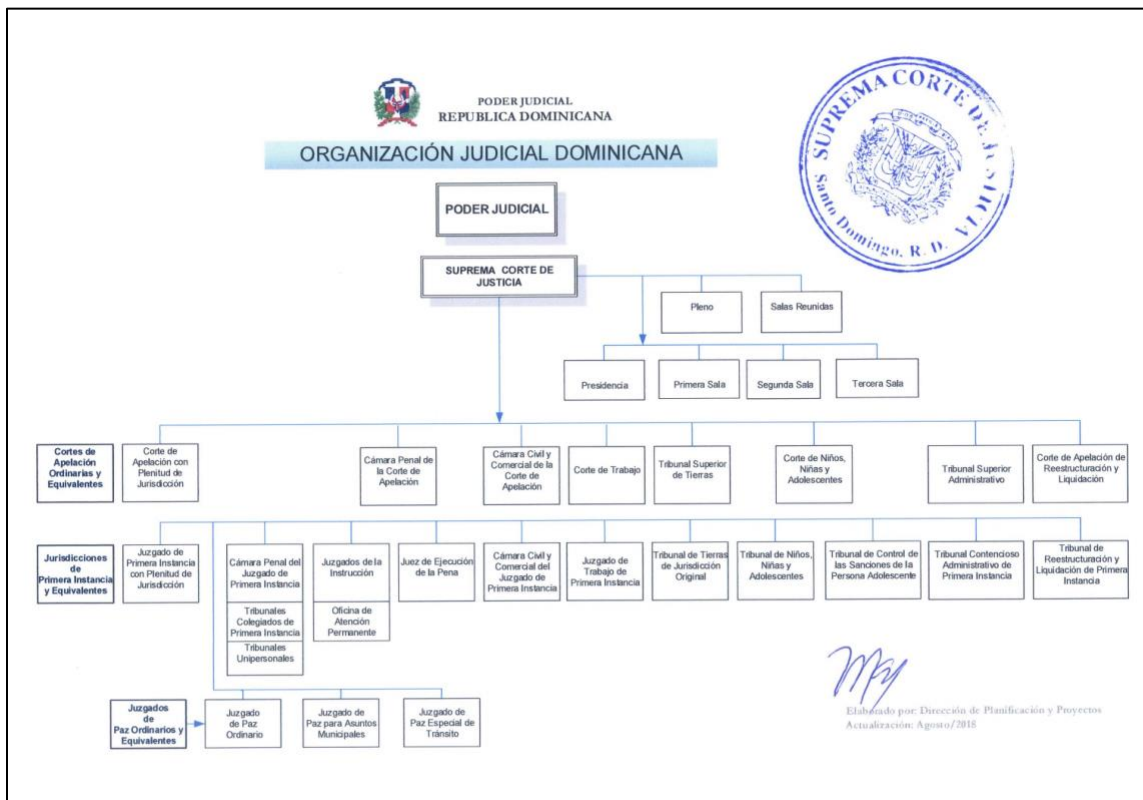 PODER JUDICIAL
REPUBLICA DOMINICANA
ORGANIZACIÓN JUDICIAL DOMINICANA
SUPREMA CORTE DE JUSTICIA
Santo Domingo, R. D.
PODER JUDICIAL
SUPREMA CORTE DE
JUSTICIA
Pleno
Salas Reunidas
Presidencia
Primera Sala
Segunda Sala
Tercera Sala
Cortes de
Apelación
Ordinarias y
Equivalentes
Corte de
Apelación con
Plenitud de
Jurisdicción
Cámara Penal de
la Corte de
Apelación
Cámara Civil y
Comercial de la
Corte de
Apelación
Corte de Trabajo
Tribunal Superior
de Tierras
Corte de Niños,
Niñas y
Adolescentes
Tribunal Superior
Administrativo
Corte de Apelación de
Reestructuración y
Liquidación
Jurisdicciones
de
Primera Instancia
y Equivalentes
Juzgado de
Primera Instancia
con Plenitud de
Jurisdicción
Cámara Penal del
Juzgado de
Primera Instancia
Tribunales
Colegiados de
Primera Instancia
Tribunales
Unipersonales
Juzgados de la
Instrucción
Oficina de
Atención
Permanente
Juez de Ejecución
de la Pena
Cámara Civil y
Comercial del
Juzgado de
Primera Instancia
Juzgado de
Trabajo de
Primera Instancia
Tribunal de Tierras
de Jurisdicción
Original
Tribunal de Niños,
Niñas y
Adolescentes
Tribunal de Control de
las Sanciones de la
Persona Adolescente
Tribunal Contencioso
Administrativo de
Primera Instancia
Tribunal de
Reestructuración y
Liquidación de Primera
Instancia
Juzgados
de
Paz Ordinarios y
Equivalentes
Juzgado
de Paz
Ordinario
Juzgado de
Paz para Asuntos
Municipales
Juzgado de
Paz Especial de
Tránsito
Elaborado por: Dirección de Planificación y Proyectos
Actualización: Agosto/2018